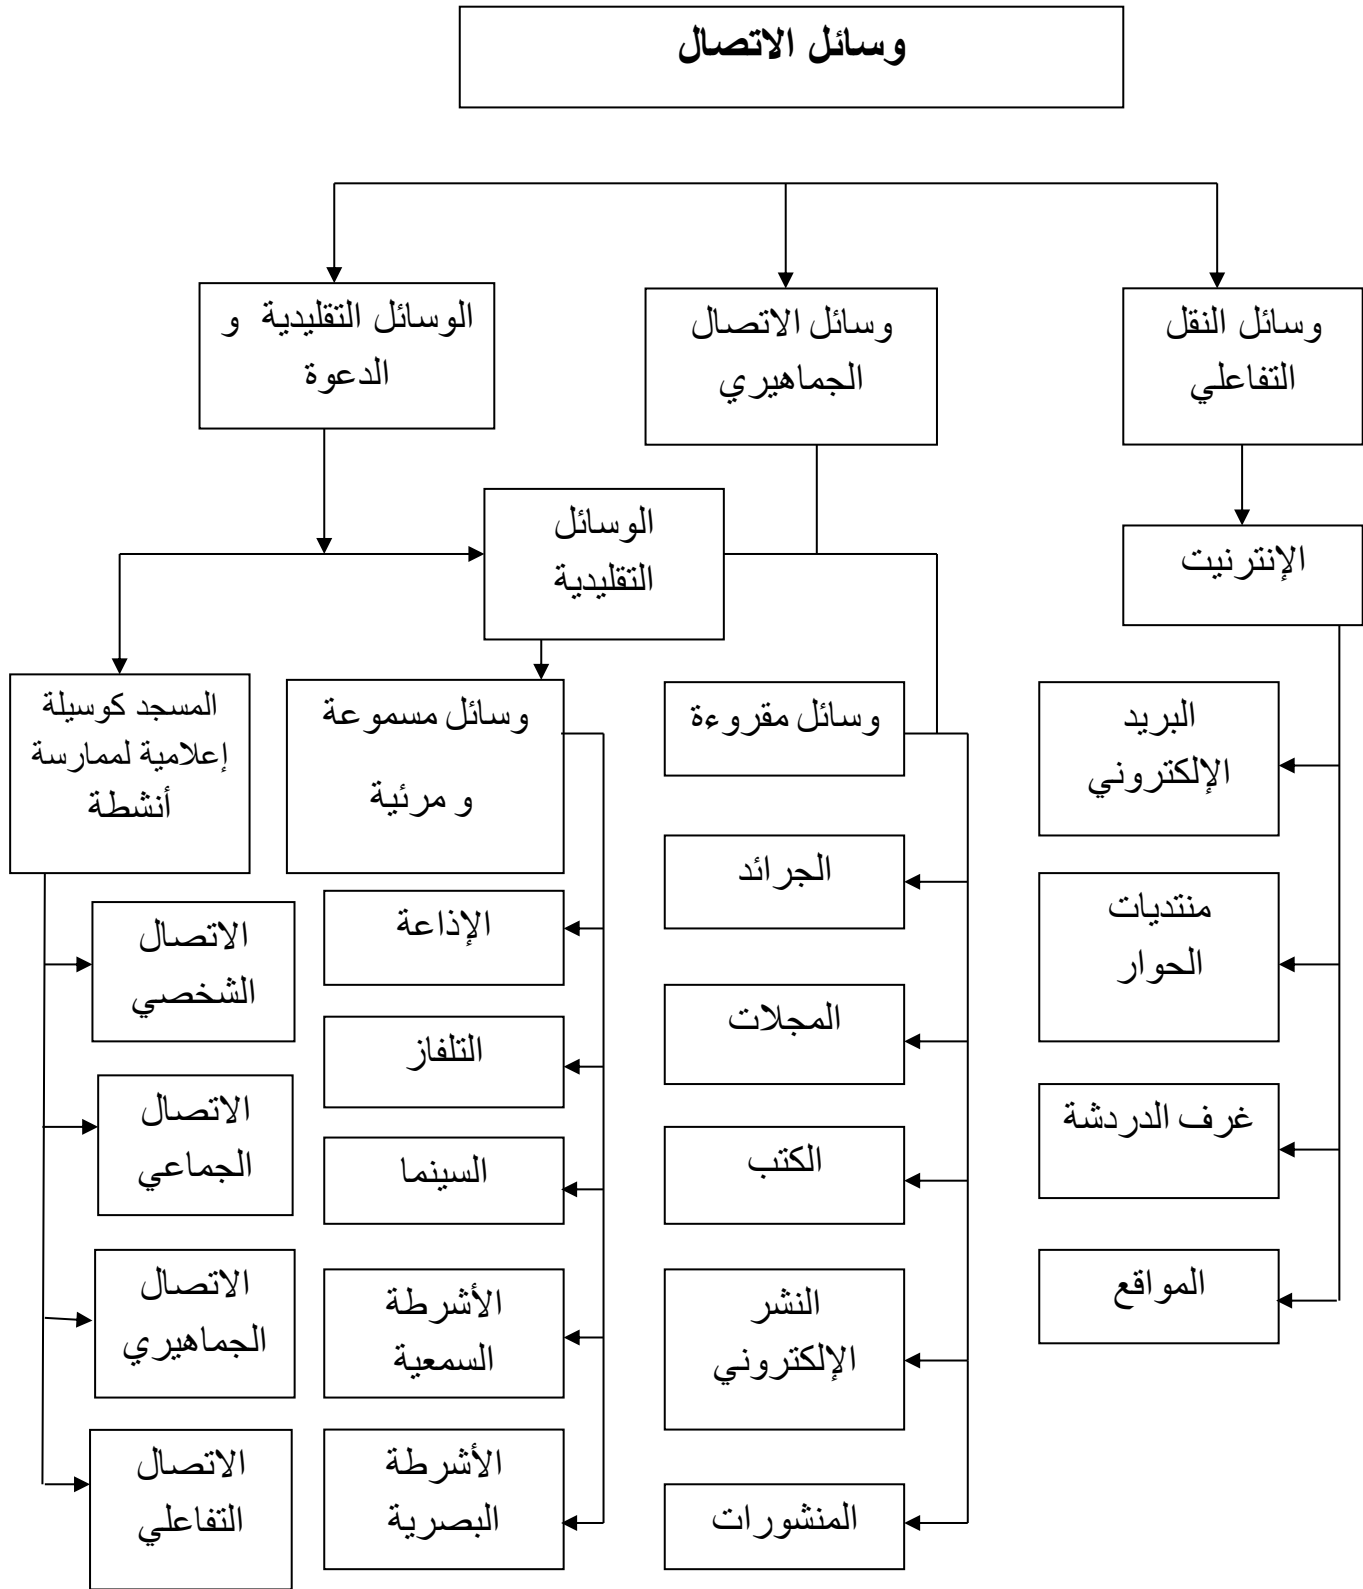 وسائل الاتصال
وسائل النقل
التفاعلي
وسائل الاتصال
الجماهيري
الوسائل التقليدية و
الدعوة
الإنترنيت
الوسائل
التقليدية
البريد
الإلكتروني
منتديات
الحوار
غرف الدردشة
المواقع
وسائل مقروءة
الجرائد
المجلات
الكتب
النشر
الإلكتروني
المنشورات
وسائل مسموعة
و مرئية
الإذاعة
التلفاز
السينما
الأشرطة
السمعية
الأشرطة
البصرية
المسجد كوسيلة
إعلامية لممارسة
أنشطة
الاتصال
الشخصي
الاتصال
الجماعي
الاتصال
الجماهيري
الاتصال
التفاعلي